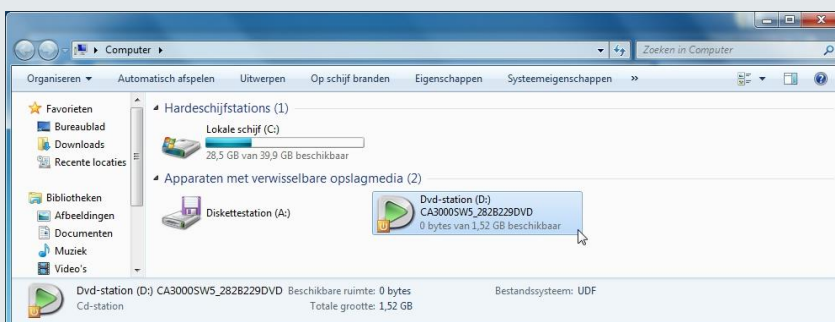 Computer
Zoeken in Computer
Organiseren Automatisch afspelen Uitwerpen Op schijf branden Eigenschappen Systeemeigenschappen »
Favorieten
Bureaublad
Downloads
Recente locaties
Bibliotheken
Afbeeldingen
Documenten
Muziek
Video's
Hardeschijfstations (1)
Lokale schijf (C:)
28,5 GB van 39,9 GB beschikbaar
Apparaten met verwisselbare opslagmedia (2)
Diskettestation (A:)
Dvd-station (D:)
CA3000SW5_282B229DVD
0 bytes van 1,52 GB beschikbaar
Dvd-station (D:) CA3000SW5_282B229DVD Beschikbare ruimte: 0 bytes Bestandssysteem: UDF
Cd-station Totale grootte: 1,52 GB